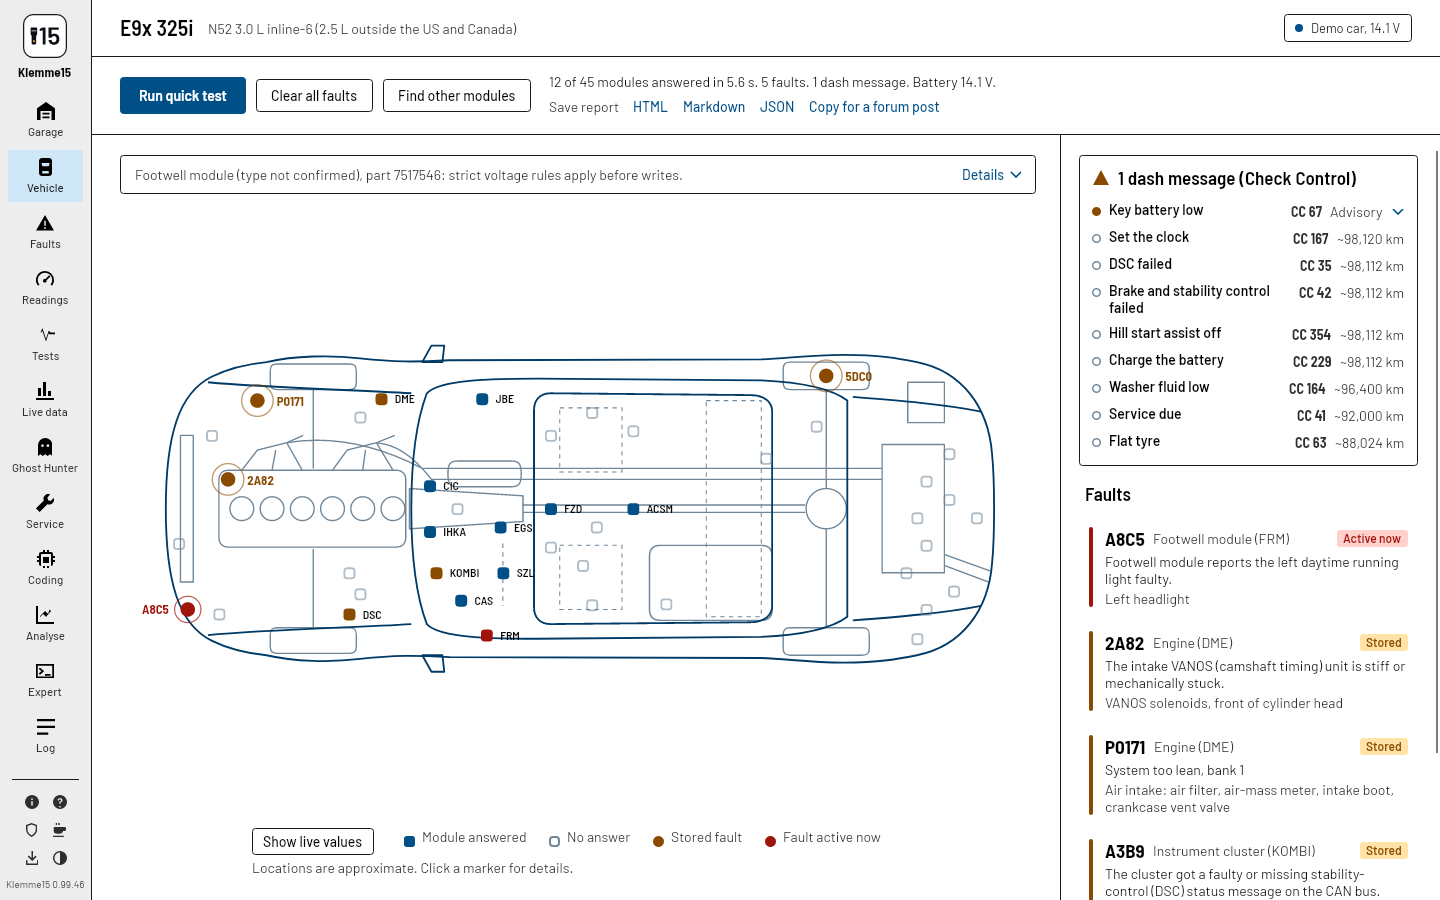 15
Klemme15
Garage
Vehicle
Faults
Readings
Tests
Live data
Ghost Hunter
Service
Coding
Analyse
Expert
Log
Klemme15 0.99.46
E9x 325i
N52 3.0 L inline-6 (2.5 L outside the US and Canada)
Demo car, 14.1 V
Run quick test
Clear all faults
Find other modules
12 of 45 modules answered in 5.6 s. 5 faults. 1 dash message. Battery 14.1 V.
Save report HTML Markdown JSON Copy for a forum post
Footwell module (type not confirmed), part 7517546: strict voltage rules apply before writes.
Details
P0171
DME
JBE
5DC0
2A82
CIC
IHKA
EGS
FZD
ACSM
KOMBI
SZL
CAS
A8C5
DSC
FRM
Show live values
Module answered
No answer
Stored fault
Fault active now
Locations are approximate. Click a marker for details.
1 dash message (Check Control)
Key battery low CC 67 Advisory
Set the clock CC 167 ~98,120 km
DSC failed CC 35 ~98,112 km
Brake and stability control CC 42 ~98,112 km
failed
Hill start assist off CC 354 ~98,112 km
Charge the battery CC 229 ~98,112 km
Washer fluid low CC 164 ~96,400 km
Service due CC 41 ~92,000 km
Flat tyre CC 63 ~88,024 km
Faults
A8C5 Footwell module (FRM) Active now
Footwell module reports the left daytime running
light faulty.
Left headlight
2A82 Engine (DME) Stored
The intake VANOS (camshaft timing) unit is stiff or
mechanically stuck.
VANOS solenoids, front of cylinder head
P0171 Engine (DME) Stored
System too lean, bank 1
Air intake: air filter, air-mass meter, intake boot,
crankcase vent valve
A3B9 Instrument cluster (KOMBI) Stored
The cluster got a faulty or missing stability-
control (DSC) status message on the CAN bus.